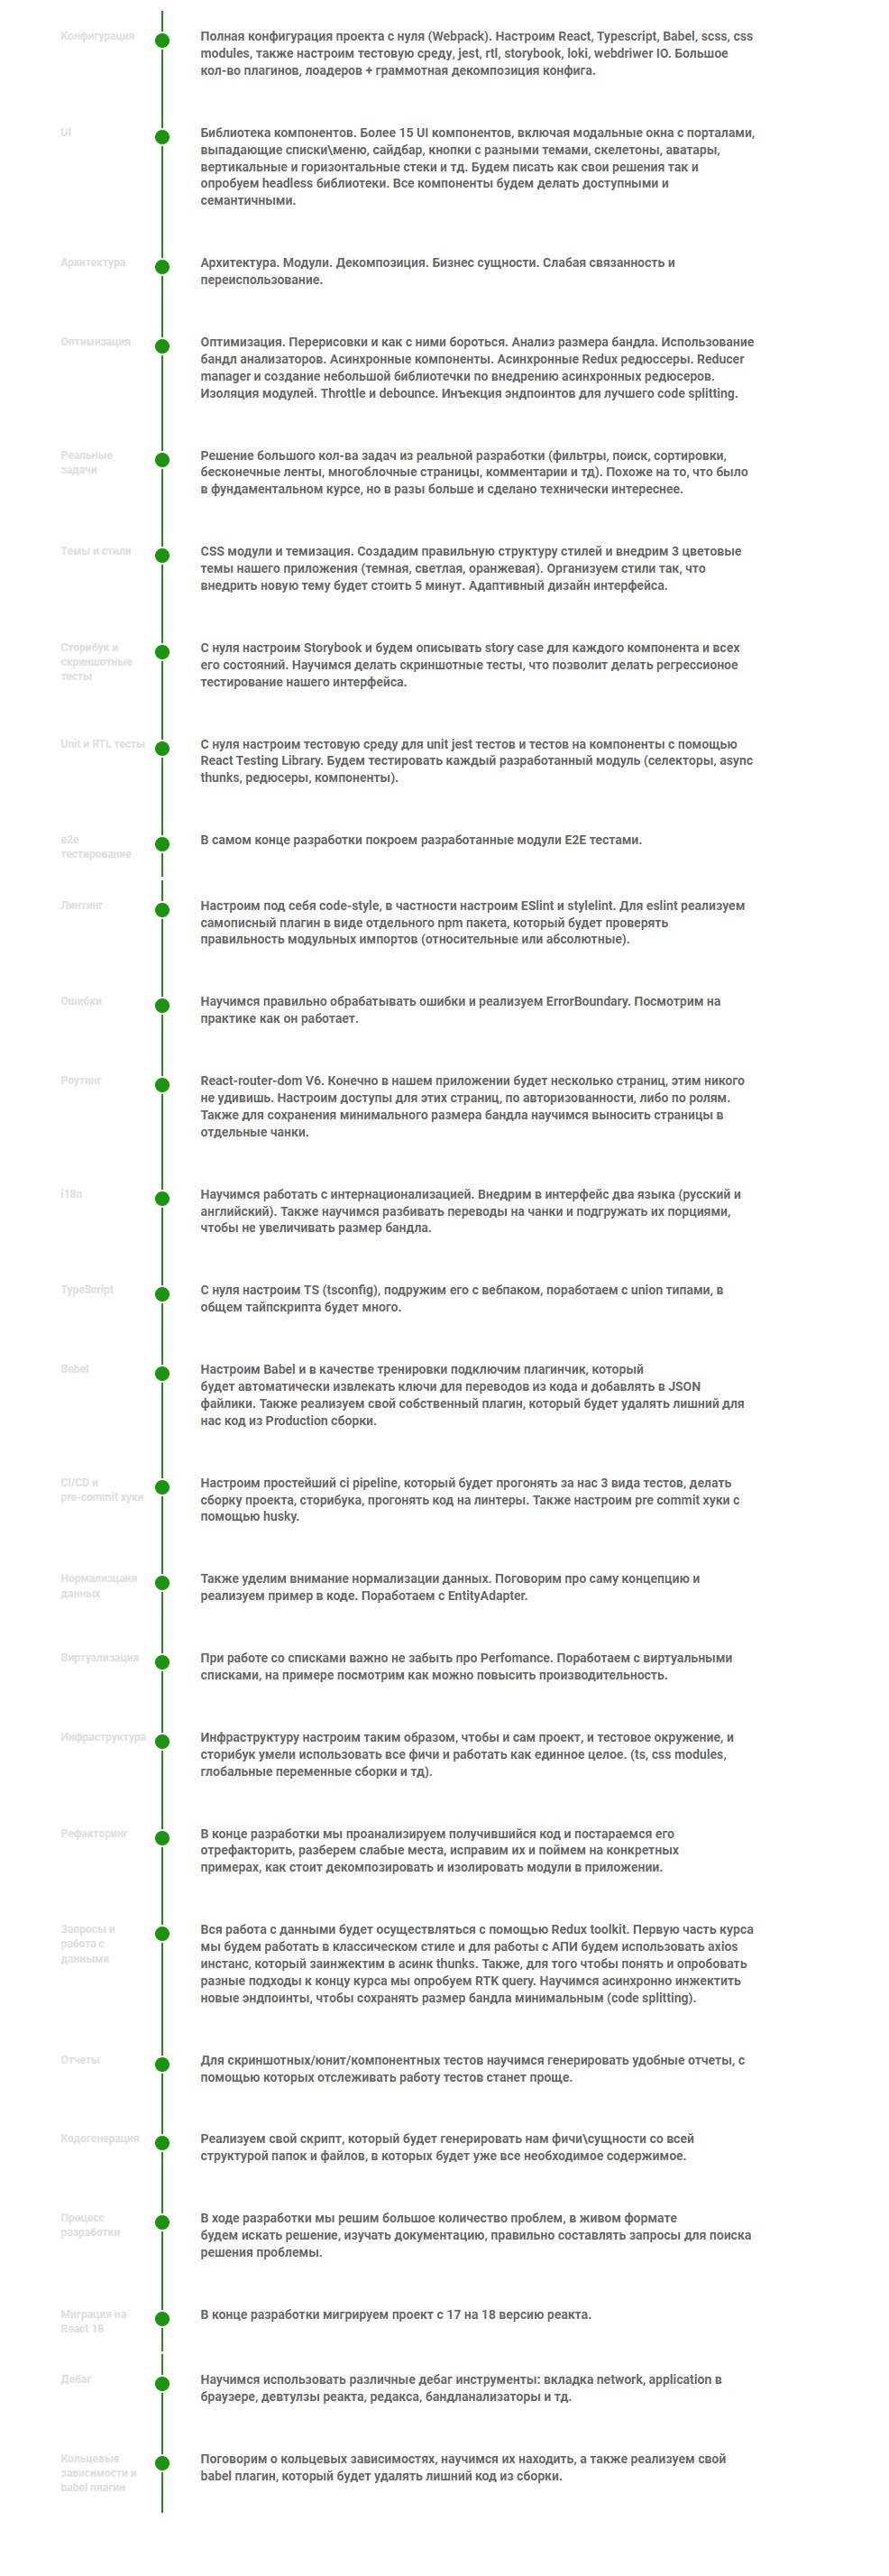 Конфигурация
Полная конфигурация проекта с нуля (Webpack). Настроим React, Typescript, Babel, scss, css
modules, также настроим тестовую среду, jest, rtl, storybook, loki, webdriwer IO. Большое
кол-во плагинов, лоадеров + граммотная декомпозиция конфига.
UI
Библиотека компонентов. Более 15 UI компонентов, включая модальные окна с порталами,
выпадающие списки\меню, сайдбар, кнопки с разными темами, скелетоны, аватары,
вертикальные и горизонтальные стеки и тд. Будем писать как свои решения так и
опробуем headless библиотеки. Все компоненты будем делать доступными и
семантичными.
Архитектура
Архитектура. Модули. Декомпозиция. Бизнес сущности. Слабая связанность и
переиспользование.
Оптимизация
Оптимизация. Перерисовки и как с ними бороться. Анализ размера бандла. Использование
бандл анализаторов. Асинхронные компоненты. Асинхронные Redux редюссеры. Reducer
manager и создание небольшой библиотечки по внедрению асинхронных редюсеров.
Изоляция модулей. Throttle и debounce. Инъекция эндпоинтов для лучшего code splitting.
Реальные
задачи
Решение большого кол-ва задач из реальной разработки (фильтры, поиск, сортировки,
бесконечные ленты, многоблочные страницы, комментарии и тд). Похоже на то, что было
в фундаментальном курсе, но в разы больше и сделано технически интереснее.
Темы и стили
CSS модули и темизация. Создадим правильную структуру стилей и внедрим 3 цветовые
темы нашего приложения (темная, светлая, оранжевая). Организуем стили так, что
внедрить новую тему будет стоить 5 минут. Адаптивный дизайн интерфейса.
Сторибук и
скриншотные
тесты
С нуля настроим Storybook и будем описывать story case для каждого компонента и всех
его состояний. Научимся делать скриншотные тесты, что позволит делать регрессионое
тестирование нашего интерфейса.
Unit и RTL тесты
С нуля настроим тестовую среду для unit jest тестов и тестов на компоненты с помощью
React Testing Library. Будем тестировать каждый разработанный модуль (селекторы, async
thunks, редюсеры, компоненты).
e2e
тестирование
В самом конце разработки покроем разработанные модули E2E тестами.
Линтинг
Настроим под себя code-style, в частности настроим ESlint и stylelint. Для eslint реализуем
самописный плагин в виде отдельного npm пакета, который будет проверять
правильность модульных импортов (относительные или абсолютные).
Ошибки
Научимся правильно обрабатывать ошибки и реализуем ErrorBoundary. Посмотрим на
практике как он работает.
Роутинг
React-router-dom V6. Конечно в нашем приложении будет несколько страниц, этим никого
не удивишь. Настроим доступы для этих страниц, по авторизованности, либо по ролям.
Также для сохранения минимального размера бандла научимся выносить страницы в
отдельные чанки.
i18n
Научимся работать с интернационализацией. Внедрим в интерфейс два языка (русский и
английский). Также научимся разбивать переводы на чанки и подгружать их порциями,
чтобы не увеличивать размер бандла.
TypeScript
С нуля настроим TS (tsconfig), подружим его с вебпаком, поработаем с union типами, в
общем тайпскрипта будет много.
Bebel
Настроим Babel и в качестве тренировки подключим плагинчик, который
будет автоматически извлекать ключи для переводов из кода и добавлять в JSON
файлики. Также реализуем свой собственный плагин, который будет удалять лишний для
нас код из Production сборки.
CI/CD и
pre-commit хуки
Настроим простейший ci pipeline, который будет прогонять за нас 3 вида тестов, делать
сборку проекта, сторибука, прогонять код на линтеры. Также настроим pre commit хуки с
помощью husky.
Нормализцаия
данных
Также уделим внимание нормализации данных. Поговорим про саму концепцию и
реализуем пример в коде. Поработаем с EntityAdapter.
Виртуализация
При работе со списками важно не забыть про Perfomance. Поработаем с виртуальными
списками, на примере посмотрим как можно повысить производительность.
Инфраструктура
Инфраструктуру настроим таким образом, чтобы и сам проект, и тестовое окружение, и
сторибук умели использовать все фичи и работать как единное целое. (ts, css modules,
глобальные переменные сборки и тд).
Рефакторинг
В конце разработки мы проанализируем получившийся код и постараемся его
отрефакторить, разберем слабые места, исправим их и поймем на конкретных
примерах, как стоит декомпозировать и изолировать модули в приложении.
Запросы и
работа с
данными
Вся работа с данными будет осуществляться с помощью Redux toolkit. Первую часть курса
мы будем работать в классическом стиле и для работы с АПИ будем использовать axios
инстанс, который заинжектим в асинк thunks. Также, для того чтобы понять и опробовать
разные подходы к концу курса мы опробуем RTK query. Научимся асинхронно инжектить
новые эндпоинты, чтобы сохранять размер бандла минимальным (code splitting).
Отчеты
Для скриншотных/юнит/компонентных тестов научимся генерировать удобные отчеты, с
помощью которых отслеживать работу тестов станет проще.
Кодогенерация
Реализуем свой скрипт, который будет генерировать нам фичи\сущности со всей
структурой папок и файлов, в которых будет уже все необходимое содержимое.
Процесс
разработки
В ходе разработки мы решим большое количество проблем, в живом формате
будем искать решение, изучать документацию, правильно составлять запросы для поиска
решения проблемы.
Миграция на
React 18
В конце разработки мигрируем проект с 17 на 18 версию реакта.
Дебаг
Научимся использовать различные дебаг инструменты: вкладка network, application в
браузере, девтулзы реакта, редакса, бандланализаторы и тд.
Кольцевые
зависимости и
babel плагин
Поговорим о кольцевых зависимостях, научимся их находить, а также реализуем свой
babel плагин, который будет удалять лишний код из сборки.